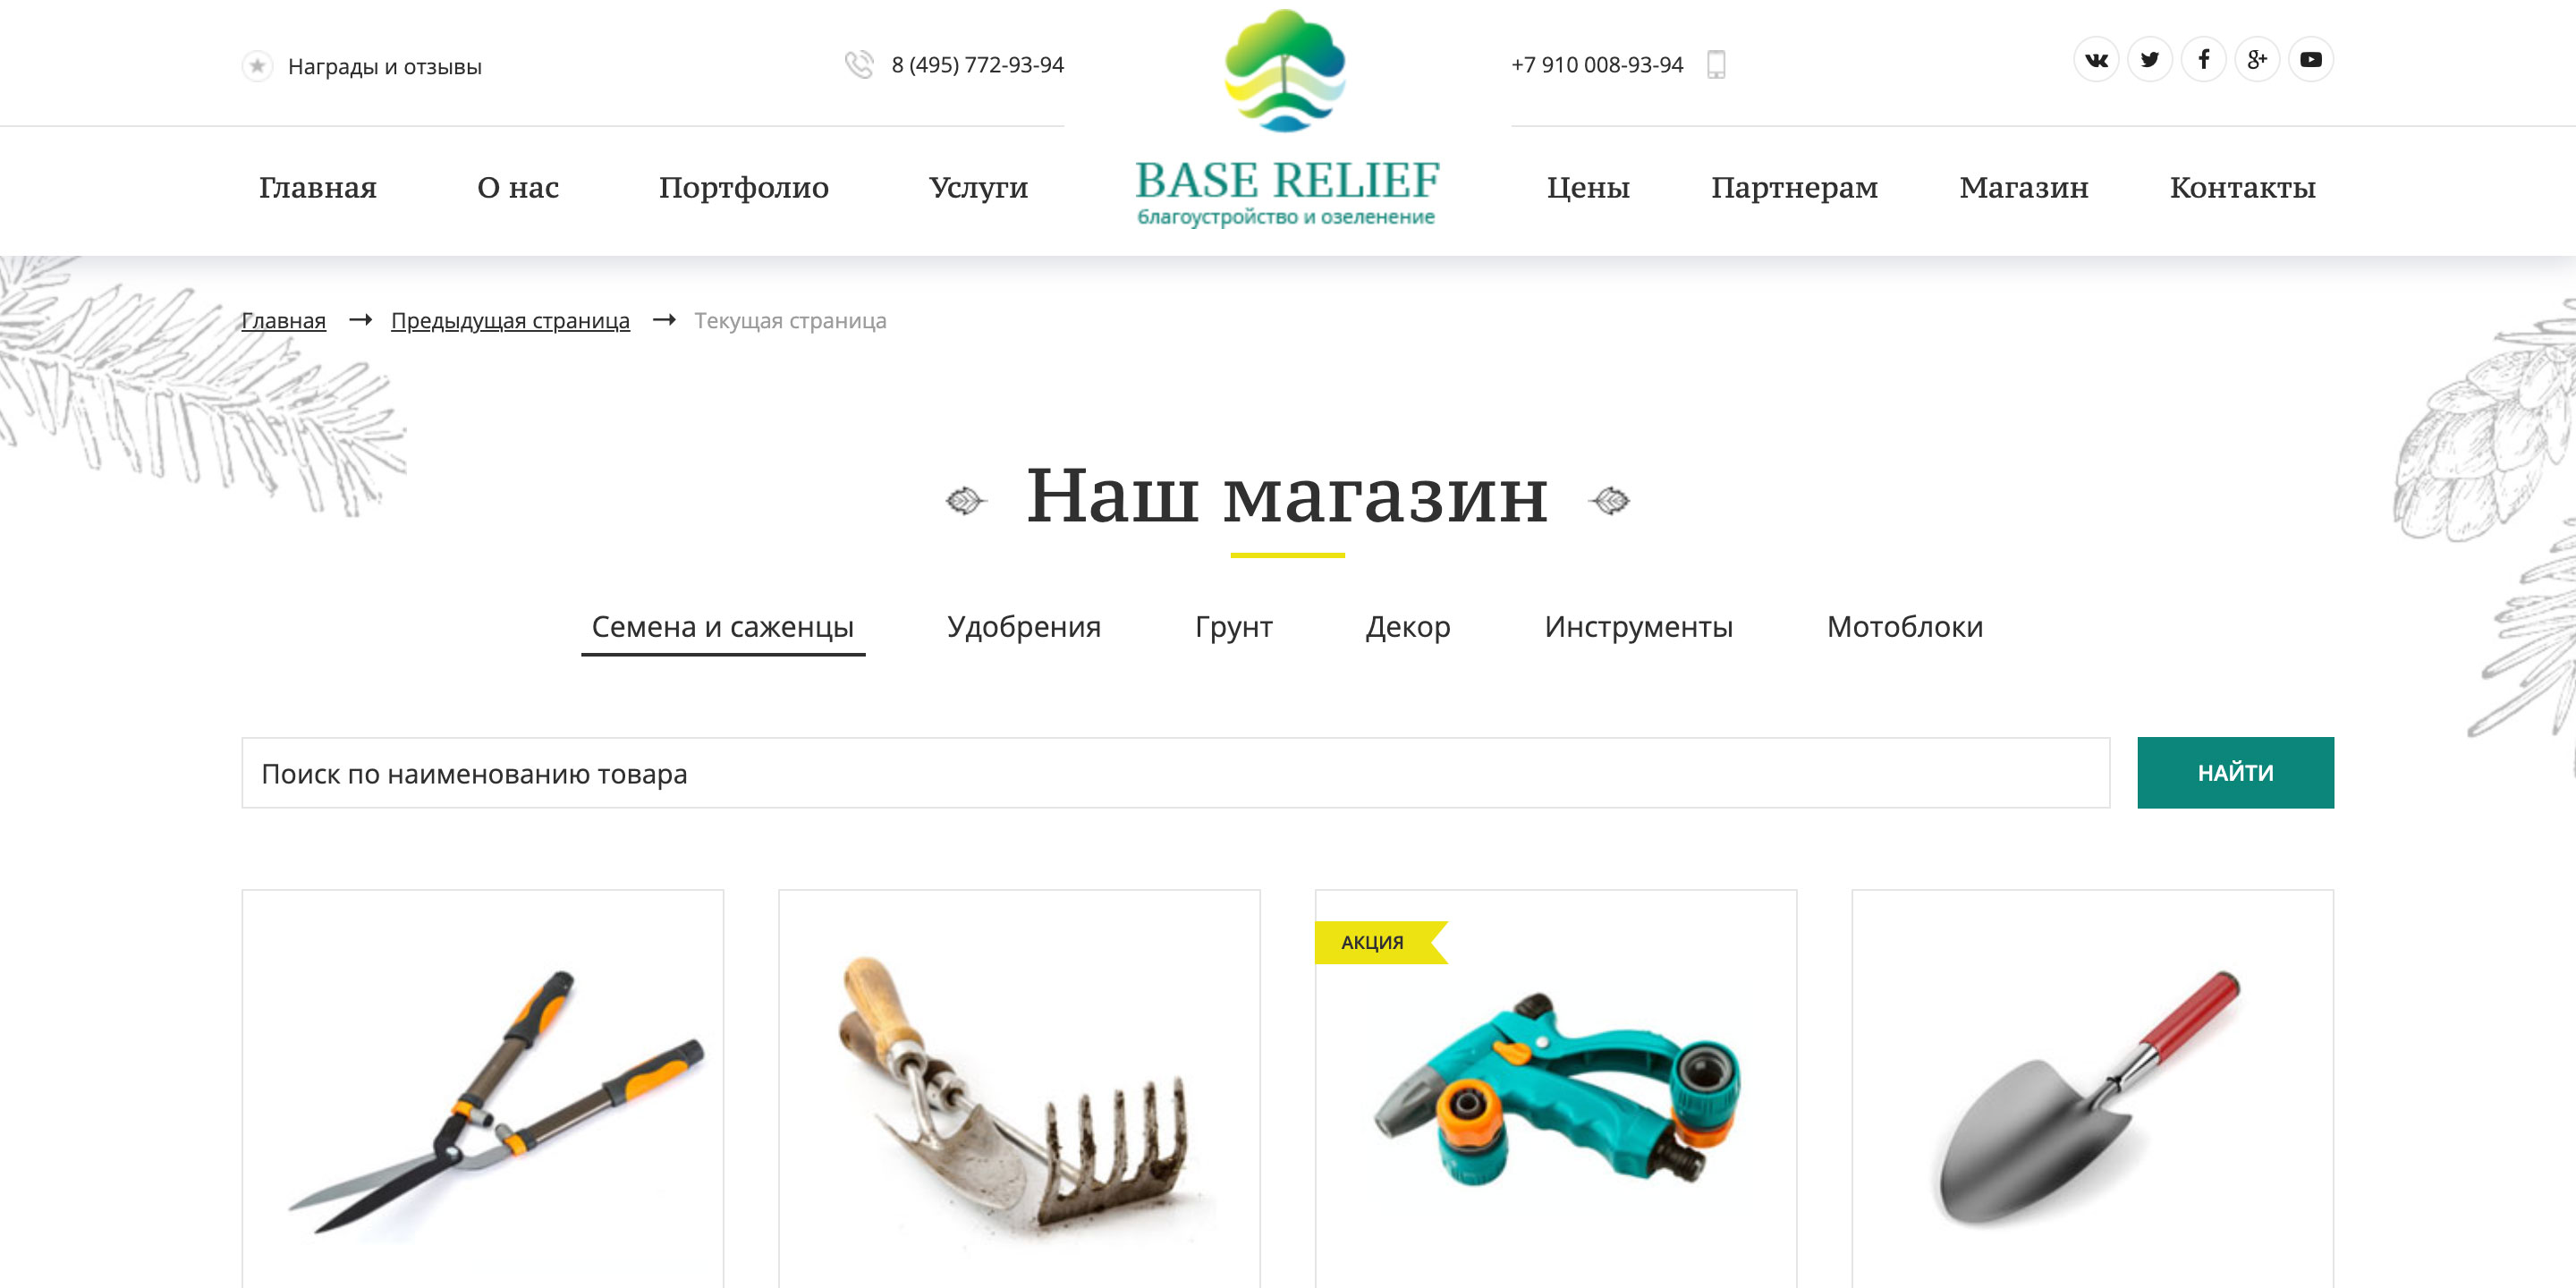 Награды и отзывы
8 (495) 772-93-94
+7 910 008-93-94
Главная
О нас
Портфолио
Услуги
BASE RELIEF
благоустройство и озеленение
Цены
Партнерам
Магазин
Контакты
Главная → Предыдущая страница → Текущая страница
Наш магазин
Семена и саженцы
Удобрения
Грунт
Декор
Инструменты
Мотоблоки
Поиск по наименованию товара
НАЙТИ
АКЦИЯ